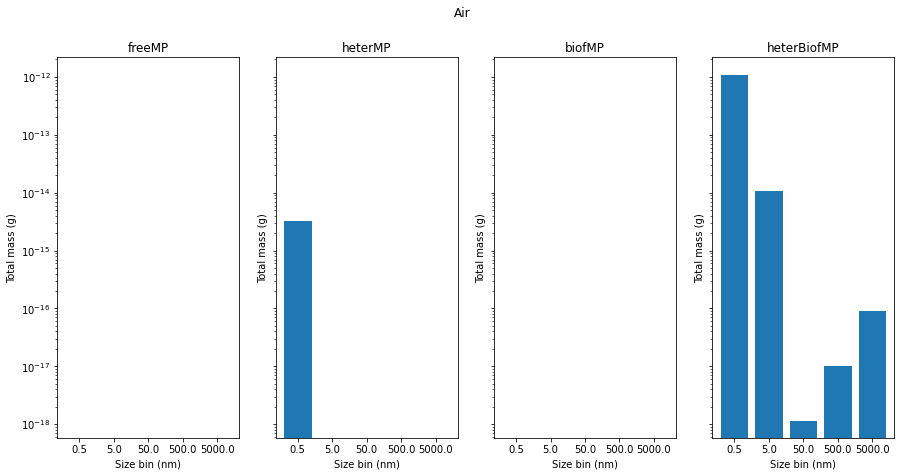 Air
freeMP
heterMP
biofMP
heterBiofMP
Total mass (g)
10⁻¹²
10⁻¹³
10⁻¹⁴
10⁻¹⁵
10⁻¹⁶
10⁻¹⁷
10⁻¹⁸
0.5 5.0 50.0 500.0 5000.0
Size bin (nm)
Total mass (g)
0.5 5.0 50.0 500.0 5000.0
Size bin (nm)
Total mass (g)
0.5 5.0 50.0 500.0 5000.0
Size bin (nm)
Total mass (g)
0.5 5.0 50.0 500.0 5000.0
Size bin (nm)